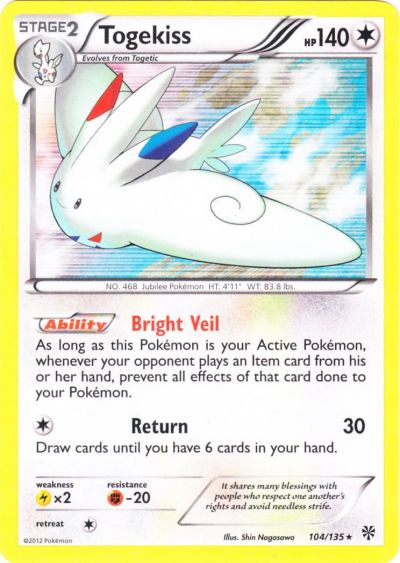 STAGE2
Togekiss
HP140
Evolves from Togetic
NO. 468 Jubilee Pokémon HT: 4'11" WT: 83.8 lbs.
Ability Bright Veil
As long as this Pokémon is your Active Pokémon,
whenever your opponent plays an Item card from his
or her hand, prevent all effects of that card done to
your Pokémon.
Return 30
Draw cards until you have 6 cards in your hand.
weakness
×2
resistance
-20
retreat
It shares many blessings with
people who respect one another's
rights and avoid needless strife.
©2012 Pokémon
Illus. Shin Nagasawa
104/135 ★